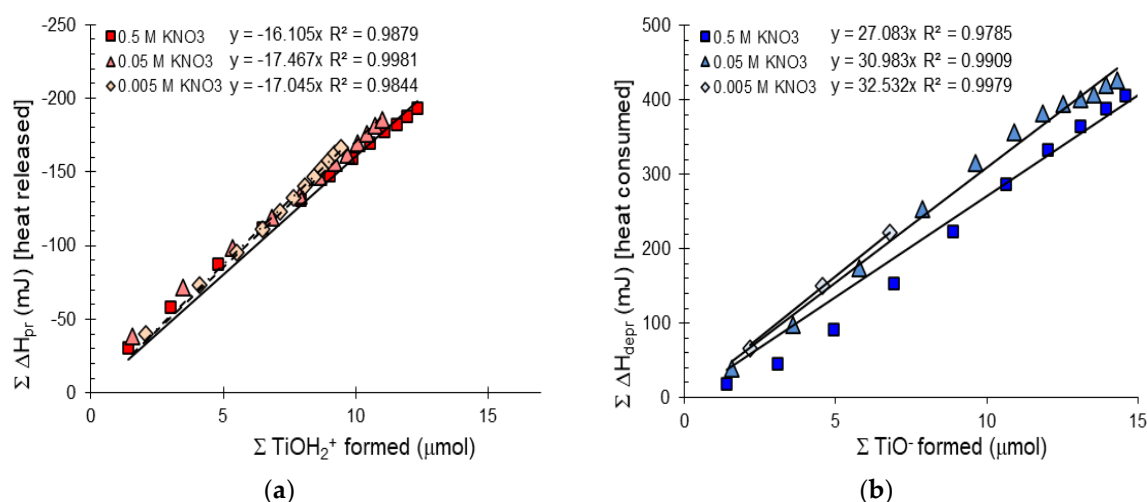 -250
-200
-150
-100
-50
0
0 5 10 15
Σ ΔHpr (mJ) [heat released]
0.5 M KNO3 y = -16.105x R² = 0.9879
0.05 M KNO3 y = -17.467x R² = 0.9981
0.005 M KNO3 y = -17.045x R² = 0.9844
Σ TiOH₂⁺ formed (μmol)
(a)
500
400
300
200
100
0
0 5 10 15
Σ ΔHdepr (mJ) [heat consumed]
0.5 M KNO3 y = 27.083x R² = 0.9785
0.05 M KNO3 y = 30.983x R² = 0.9909
0.005 M KNO3 y = 32.532x R² = 0.9979
Σ TiO⁻ formed (μmol)
(b)